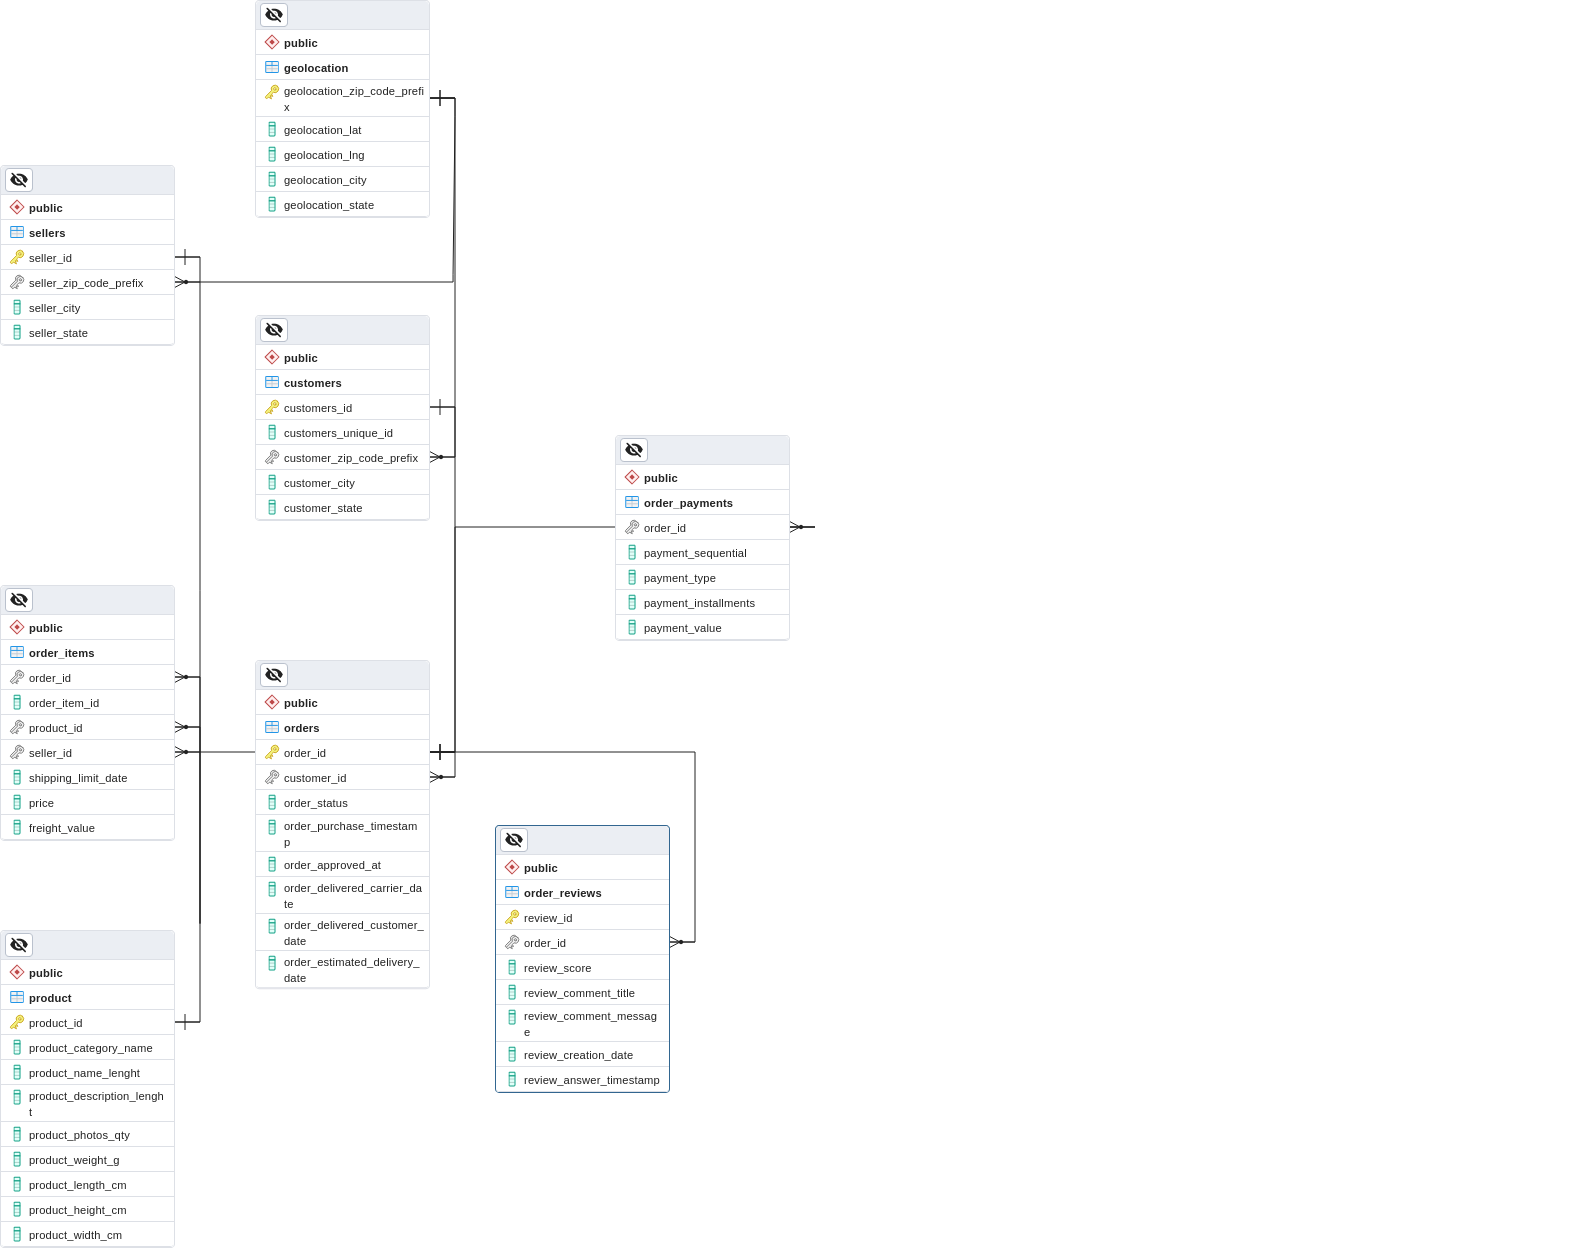 public
geolocation
geolocation_zip_code_prefi
x
geolocation_lat
geolocation_lng
geolocation_city
geolocation_state
public
sellers
seller_id
seller_zip_code_prefix
seller_city
seller_state
public
customers
customers_id
customers_unique_id
customer_zip_code_prefix
customer_city
customer_state
public
order_payments
order_id
payment_sequential
payment_type
payment_installments
payment_value
public
order_items
order_id
order_item_id
product_id
seller_id
shipping_limit_date
price
freight_value
public
orders
order_id
customer_id
order_status
order_purchase_timestam
p
order_approved_at
order_delivered_carrier_da
te
order_delivered_customer_
date
order_estimated_delivery_
date
public
order_reviews
review_id
order_id
review_score
review_comment_title
review_comment_messag
e
review_creation_date
review_answer_timestamp
public
product
product_id
product_category_name
product_name_lenght
product_description_lengh
t
product_photos_qty
product_weight_g
product_length_cm
product_height_cm
product_width_cm